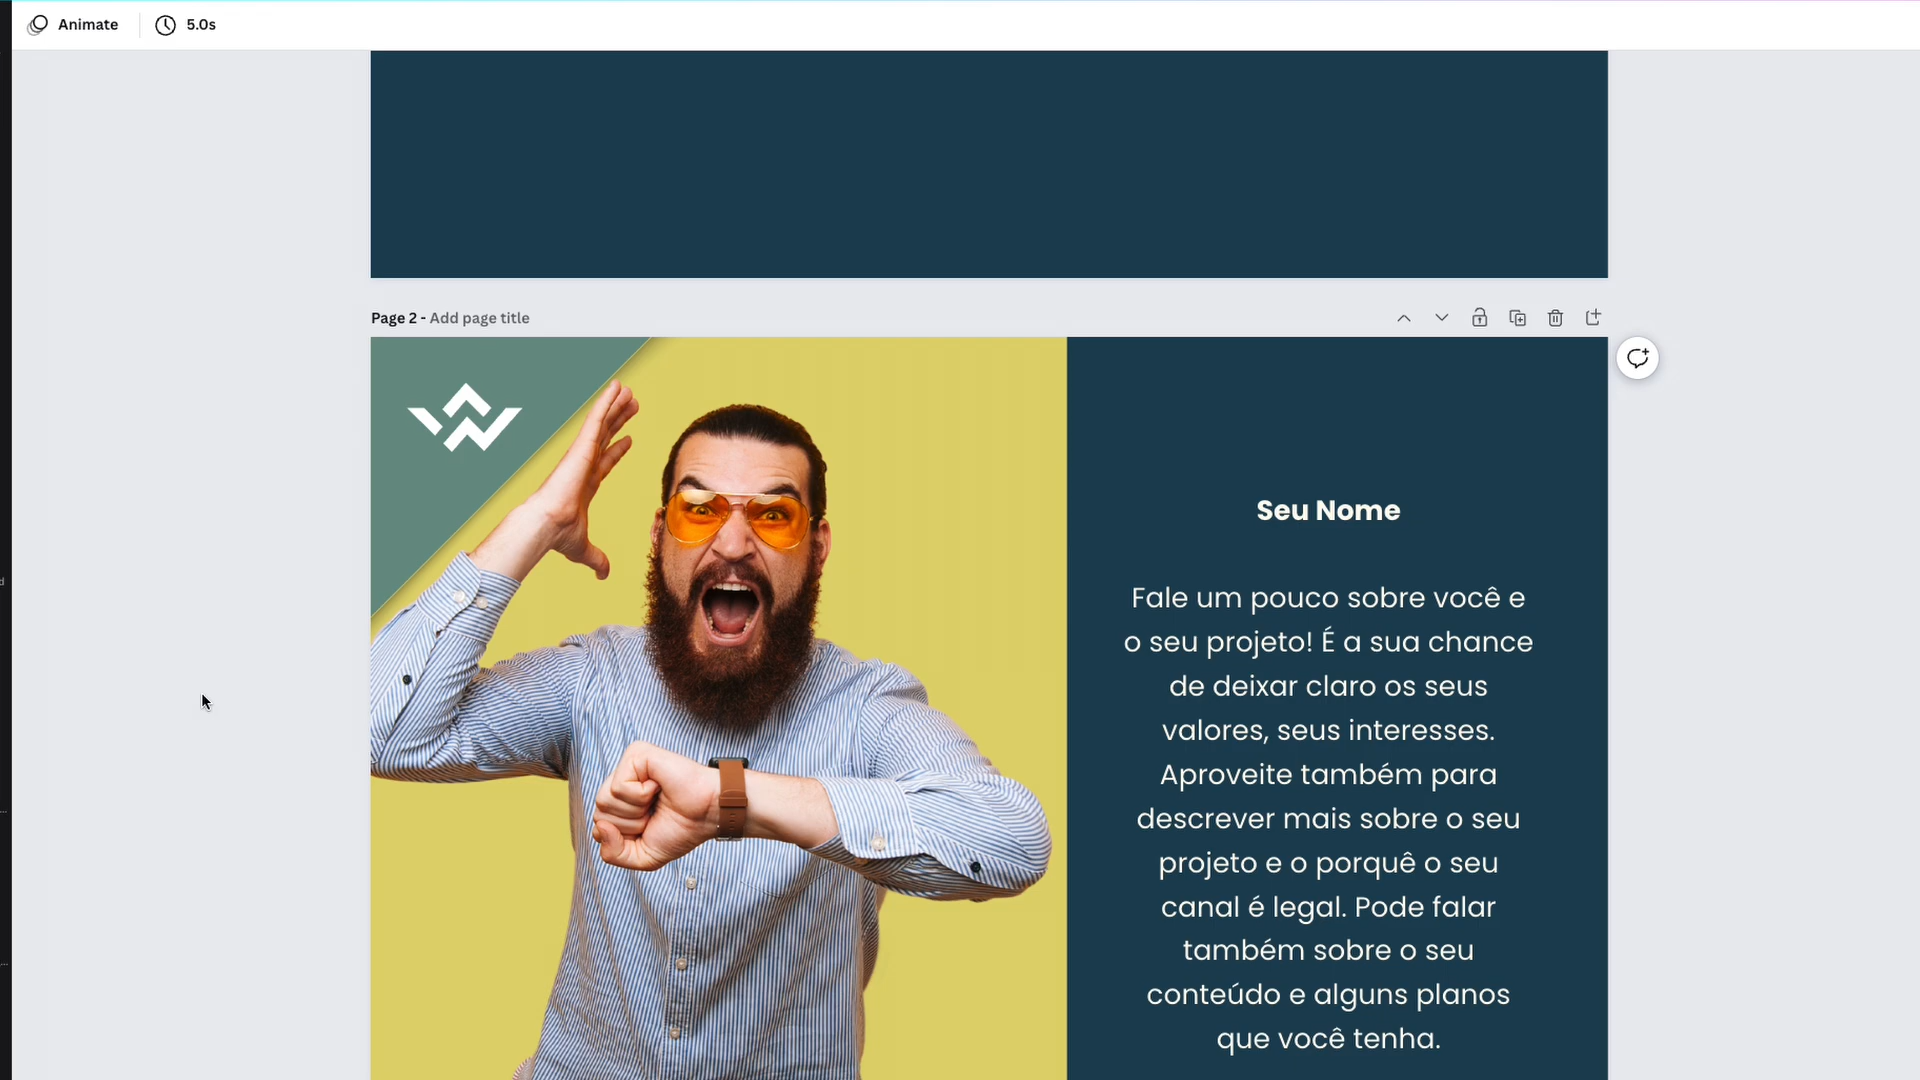 Animate
5.0s
Page 2 - Add page title
Seu Nome
Fale um pouco sobre você e
o seu projeto! É a sua chance
de deixar claro os seus
valores, seus interesses.
Aproveite também para
descrever mais sobre o seu
projeto e o porquê o seu
canal é legal. Pode falar
também sobre o seu
conteúdo e alguns planos
que você tenha.